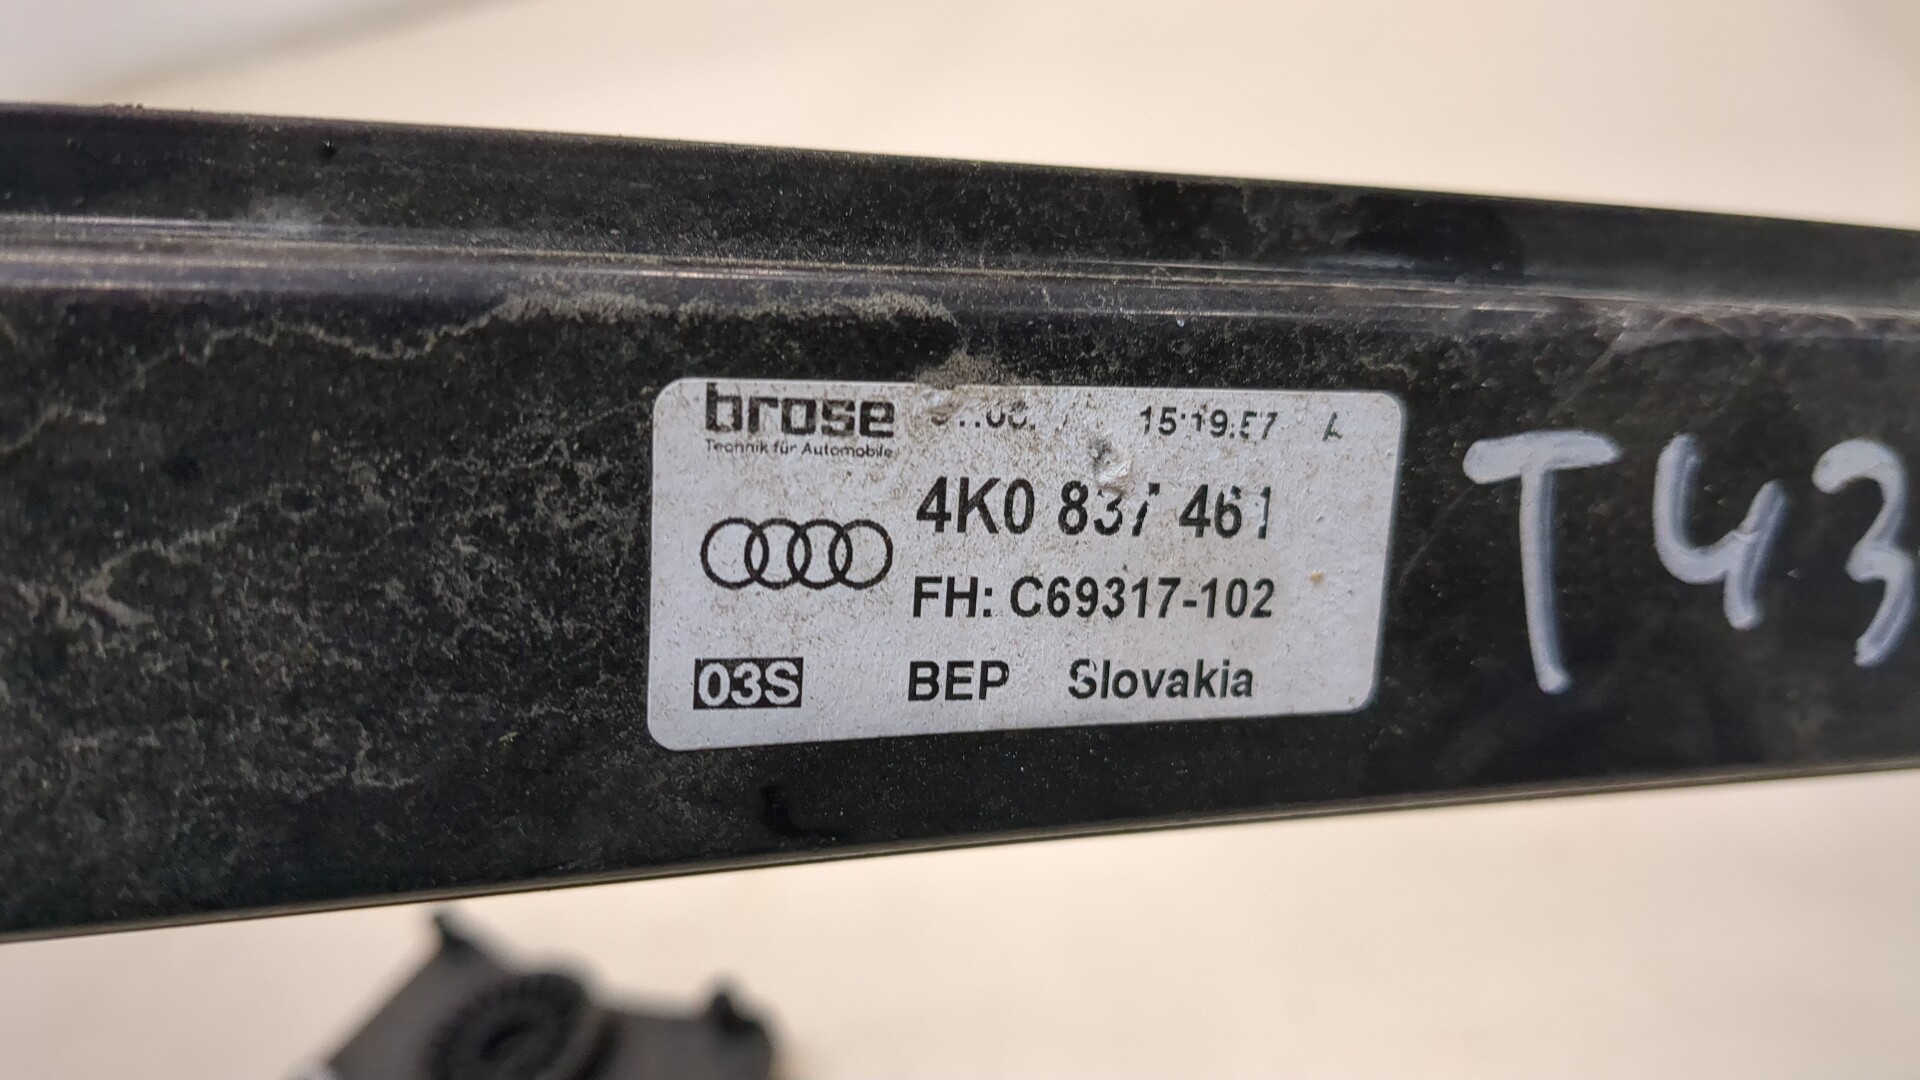 brose 15:19:57 A
Technik für Automobile
4K0 837 461
FH: C69317-102
03S BEP Slovakia
T43